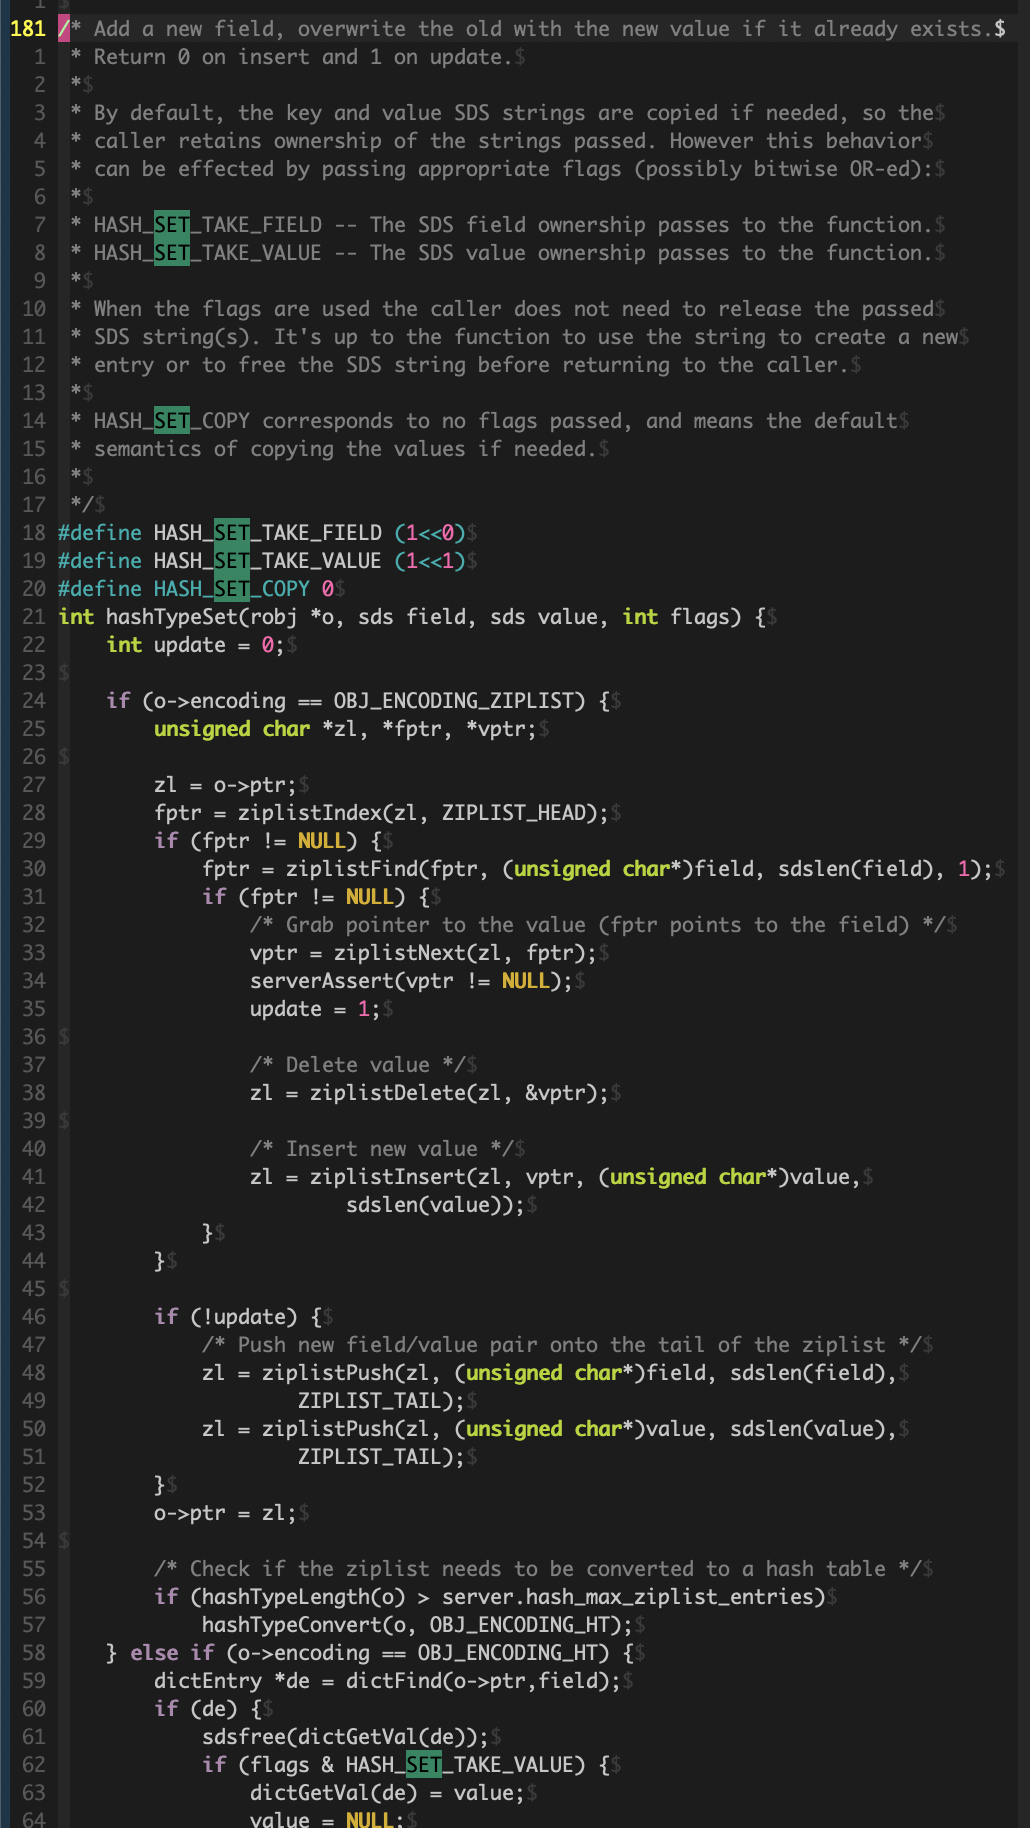 1 $
181 /* Add a new field, overwrite the old with the new value if it already exists.$
1 * Return 0 on insert and 1 on update.$
2 *$
3 * By default, the key and value SDS strings are copied if needed, so the$
4 * caller retains ownership of the strings passed. However this behavior$
5 * can be effected by passing appropriate flags (possibly bitwise OR-ed):$
6 *$
7 * HASH_SET_TAKE_FIELD -- The SDS field ownership passes to the function.$
8 * HASH_SET_TAKE_VALUE -- The SDS value ownership passes to the function.$
9 *$
10 * When the flags are used the caller does not need to release the passed$
11 * SDS string(s). It's up to the function to use the string to create a new$
12 * entry or to free the SDS string before returning to the caller.$
13 *$
14 * HASH_SET_COPY corresponds to no flags passed, and means the default$
15 * semantics of copying the values if needed.$
16 *$
17 */$
18 #define HASH_SET_TAKE_FIELD (1<<0)$
19 #define HASH_SET_TAKE_VALUE (1<<1)$
20 #define HASH_SET_COPY 0$
21 int hashTypeSet(robj *o, sds field, sds value, int flags) {$
22     int update = 0;$
23 $
24     if (o->encoding == OBJ_ENCODING_ZIPLIST) {$
25         unsigned char *zl, *fptr, *vptr;$
26 $
27         zl = o->ptr;$
28         fptr = ziplistIndex(zl, ZIPLIST_HEAD);$
29         if (fptr != NULL) {$
30             fptr = ziplistFind(fptr, (unsigned char*)field, sdslen(field), 1);$
31             if (fptr != NULL) {$
32                 /* Grab pointer to the value (fptr points to the field) */$
33                 vptr = ziplistNext(zl, fptr);$
34                 serverAssert(vptr != NULL);$
35                 update = 1;$
36 $
37                 /* Delete value */$
38                 zl = ziplistDelete(zl, &vptr);$
39 $
40                 /* Insert new value */$
41                 zl = ziplistInsert(zl, vptr, (unsigned char*)value,$
42                         sdslen(value));$
43             }$
44         }$
45 $
46         if (!update) {$
47             /* Push new field/value pair onto the tail of the ziplist */$
48             zl = ziplistPush(zl, (unsigned char*)field, sdslen(field),$
49                     ZIPLIST_TAIL);$
50             zl = ziplistPush(zl, (unsigned char*)value, sdslen(value),$
51                     ZIPLIST_TAIL);$
52         }$
53         o->ptr = zl;$
54 $
55         /* Check if the ziplist needs to be converted to a hash table */$
56         if (hashTypeLength(o) > server.hash_max_ziplist_entries)$
57             hashTypeConvert(o, OBJ_ENCODING_HT);$
58     } else if (o->encoding == OBJ_ENCODING_HT) {$
59         dictEntry *de = dictFind(o->ptr,field);$
60         if (de) {$
61             sdsfree(dictGetVal(de));$
62             if (flags & HASH_SET_TAKE_VALUE) {$
63                 dictGetVal(de) = value;$
64                 value = NULL;$